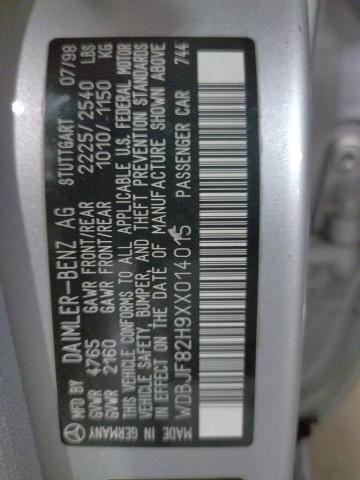 MFD BY DAIMLER-BENZ AG STUTTGART 07/98
GVWR 4765 GAWR FRONT/REAR 2225/2540 LBS
GVWR 2160 GAWR FRONT/REAR 1010/1150 KG
THIS VEHICLE CONFORMS TO ALL APPLICABLE U.S. FEDERAL MOTOR
VEHICLE SAFETY, BUMPER, AND THEFT PREVENTION STANDARDS
IN EFFECT ON THE DATE OF MANUFACTURE SHOWN ABOVE
WDBJF82H9XX014015 PASSENGER CAR 744
MADE IN GERMANY